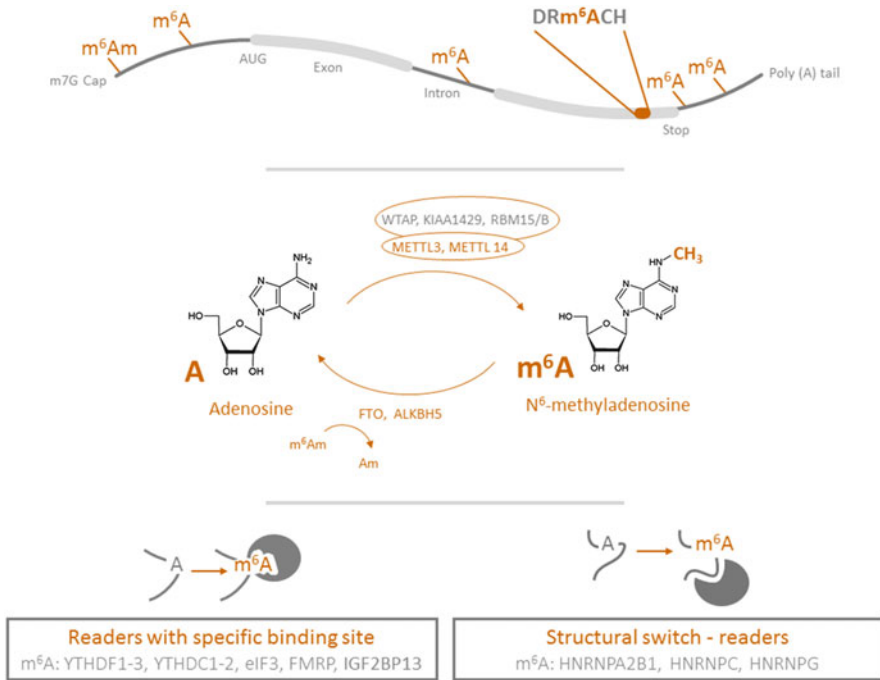 DRm⁶ACH
m⁶A
m⁶Am
m⁶A
m⁶A
m⁶A
m7G Cap
AUG
Exon
Intron
Stop
Poly (A) tail
WTAP, KIAA1429, RBM15/B
METTL3, METTL 14
NH₂
N
N
N
N
HO
O
OH
OH
A
Adenosine
HN
CH₃
N
N
N
N
HO
O
OH
OH
m⁶A
N⁶-methyladenosine
FTO, ALKBH5
m⁶Am
Am
A
m⁶A
A
m⁶A
Readers with specific binding site
m⁶A: YTHDF1-3, YTHDC1-2, eIF3, FMRP, IGF2BP13
Structural switch - readers
m⁶A: HNRNPA2B1, HNRNPC, HNRNPG